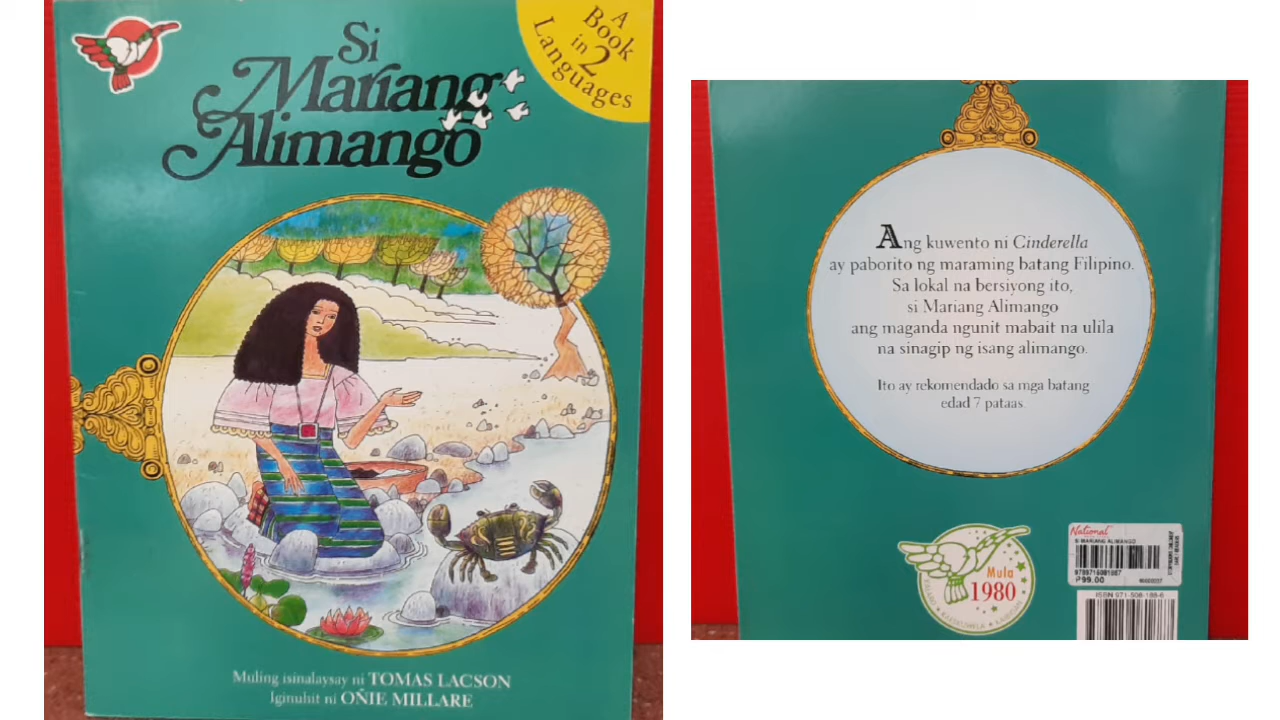 Si
Mariang
Alimango
A
Book
in 2
Languages
Muling isinalaysay ni TOMAS LACSON
Iginuhit ni OÑIE MILLARE
Ang kuwento ni Cinderella
ay paborito ng maraming batang Filipino.
Sa lokal na bersiyong ito,
si Mariang Alimango
ang maganda ngunit mabait na ulila
na sinagip ng isang alimango.
Ito ay rekomendado sa mga batang
edad 7 pataas.
Mula
1980
National
SI MARIANG ALIMANGO
₱99.00
ISBN 971-508-188-6